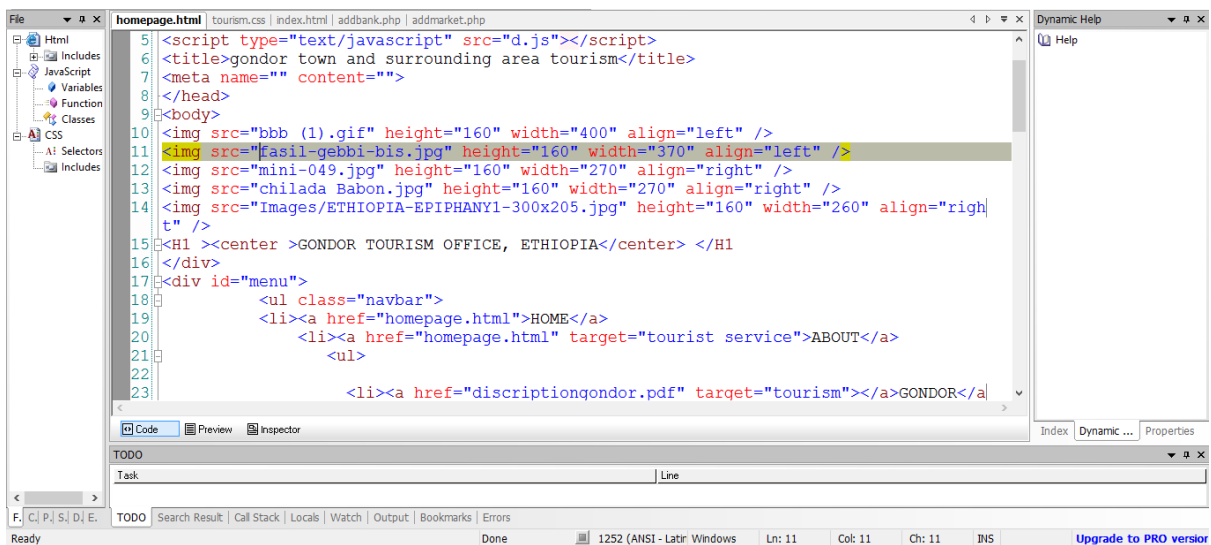 File
homepage.html | tourism.css | index.html | addbank.php | addmarket.php
Dynamic Help
Html
Includes
JavaScript
Variables
Function
Classes
CSS
Selectors
Includes
5 <script type="text/javascript" src="d.js"></script>
6 <title>gondor town and surrounding area tourism</title>
7 <meta name="" content="">
8 </head>
9 <body>
10 <img src="bbb (1).gif" height="160" width="400" align="left" />
11 <img src="fasil-gebbi-bis.jpg" height="160" width="370" align="left" />
12 <img src="mini-049.jpg" height="160" width="270" align="right" />
13 <img src="chilada Babon.jpg" height="160" width="270" align="right" />
14 <img src="Images/ETHIOPIA-EPIPHANY1-300x205.jpg" height="160" width="260" align="righ
t" />
15 <H1 ><center >GONDOR TOURISM OFFICE, ETHIOPIA</center> </H1
16 </div>
17 <div id="menu">
18 <ul class="navbar">
19 <li><a href="homepage.html">HOME</a>
20 <li><a href="homepage.html" target="tourist service">ABOUT</a>
21 <ul>
22
23 <li><a href="discriptiongondor.pdf" target="tourism"></a>GONDOR</a
Help
Code Preview Inspector
Index Dynamic ... Properties
TODO
Task Line
F. C. P. S. D. E.
TODO | Search Result | Call Stack | Locals | Watch | Output | Bookmarks | Errors
Ready Done 1252 (ANSI - Latir Windows Ln: 11 Col: 11 Ch: 11 INS Upgrade to PRO version